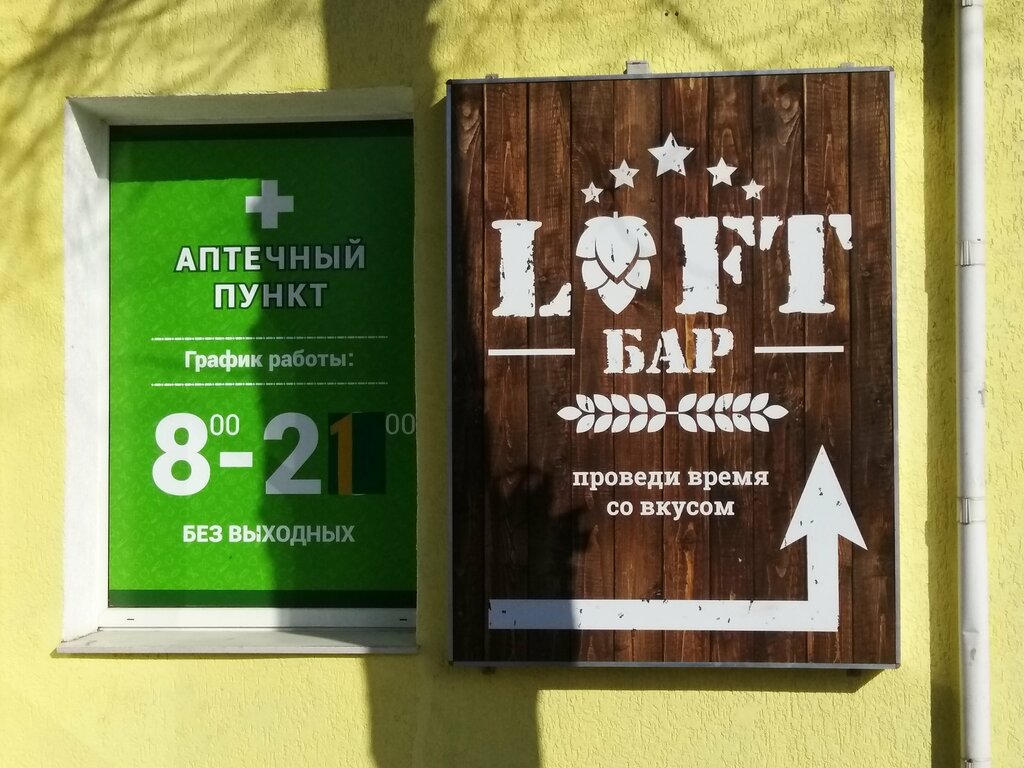 АПТЕЧНЫЙ
ПУНКТ
График работы:
8⁰⁰-21⁰⁰
БЕЗ ВЫХОДНЫХ
LOFT
БАР
проведи время
со вкусом